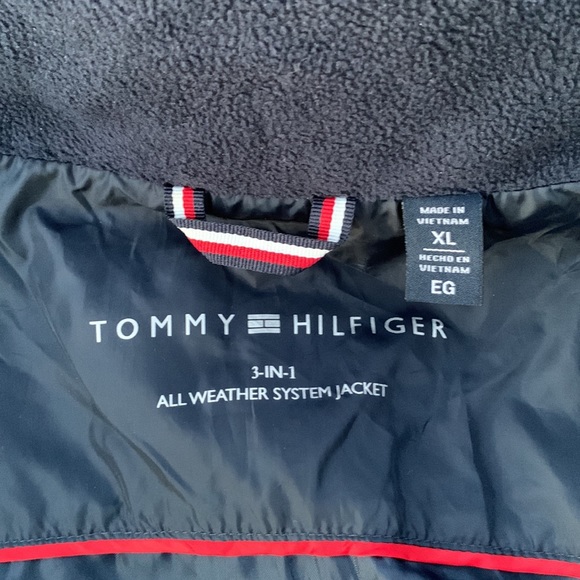 MADE IN
VIETNAM
XL
HECHO EN
VIETNAM
EG
TOMMY HILFIGER
3-IN-1
ALL WEATHER SYSTEM JACKET